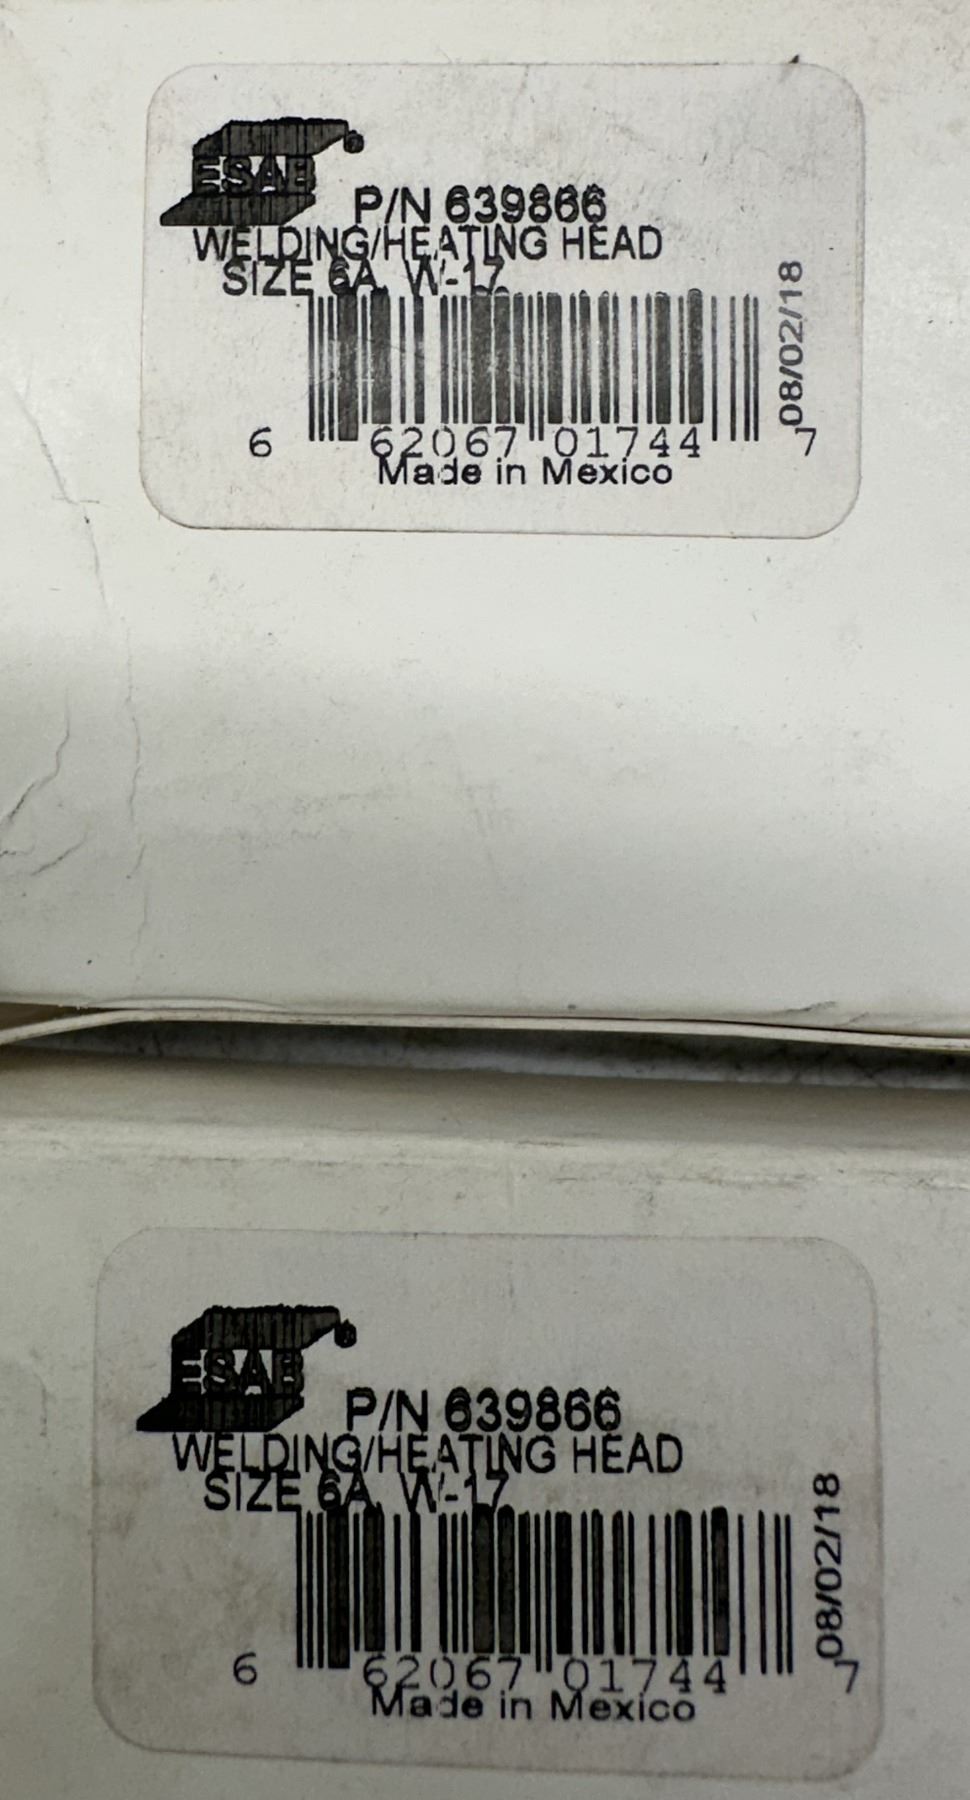 ESAB
P/N 639866
WELDING/HEATING HEAD
SIZE 6A, W-17
08/02/18
6 62067 01744 7
Made in Mexico
ESAB
P/N 639866
WELDING/HEATING HEAD
SIZE 6A, W-17
08/02/18
6 62067 01744 7
Made in Mexico